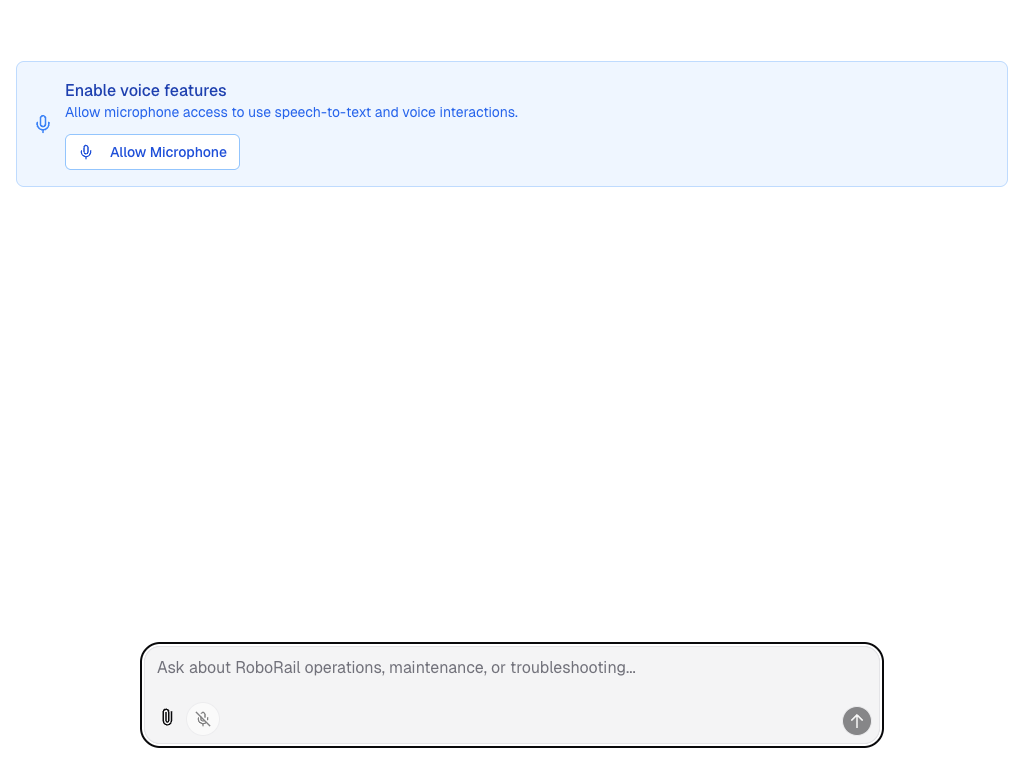 Enable voice features
Allow microphone access to use speech-to-text and voice interactions.
Allow Microphone
Ask about RoboRail operations, maintenance, or troubleshooting...